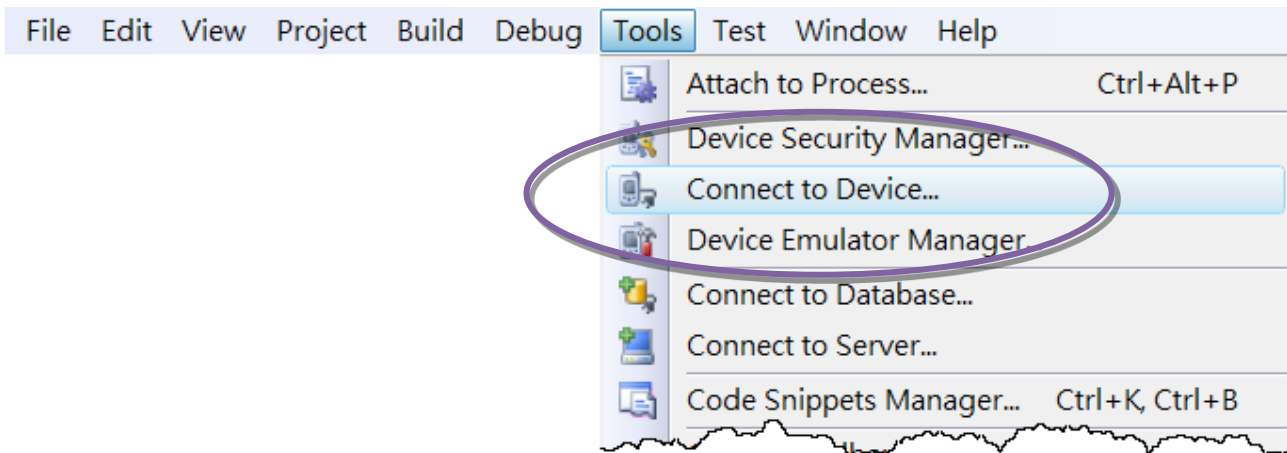 File Edit View Project Build Debug Tools Test Window Help
Attach to Process... Ctrl+Alt+P
Device Security Manager...
Connect to Device...
Device Emulator Manager...
Connect to Database...
Connect to Server...
Code Snippets Manager... Ctrl+K, Ctrl+B